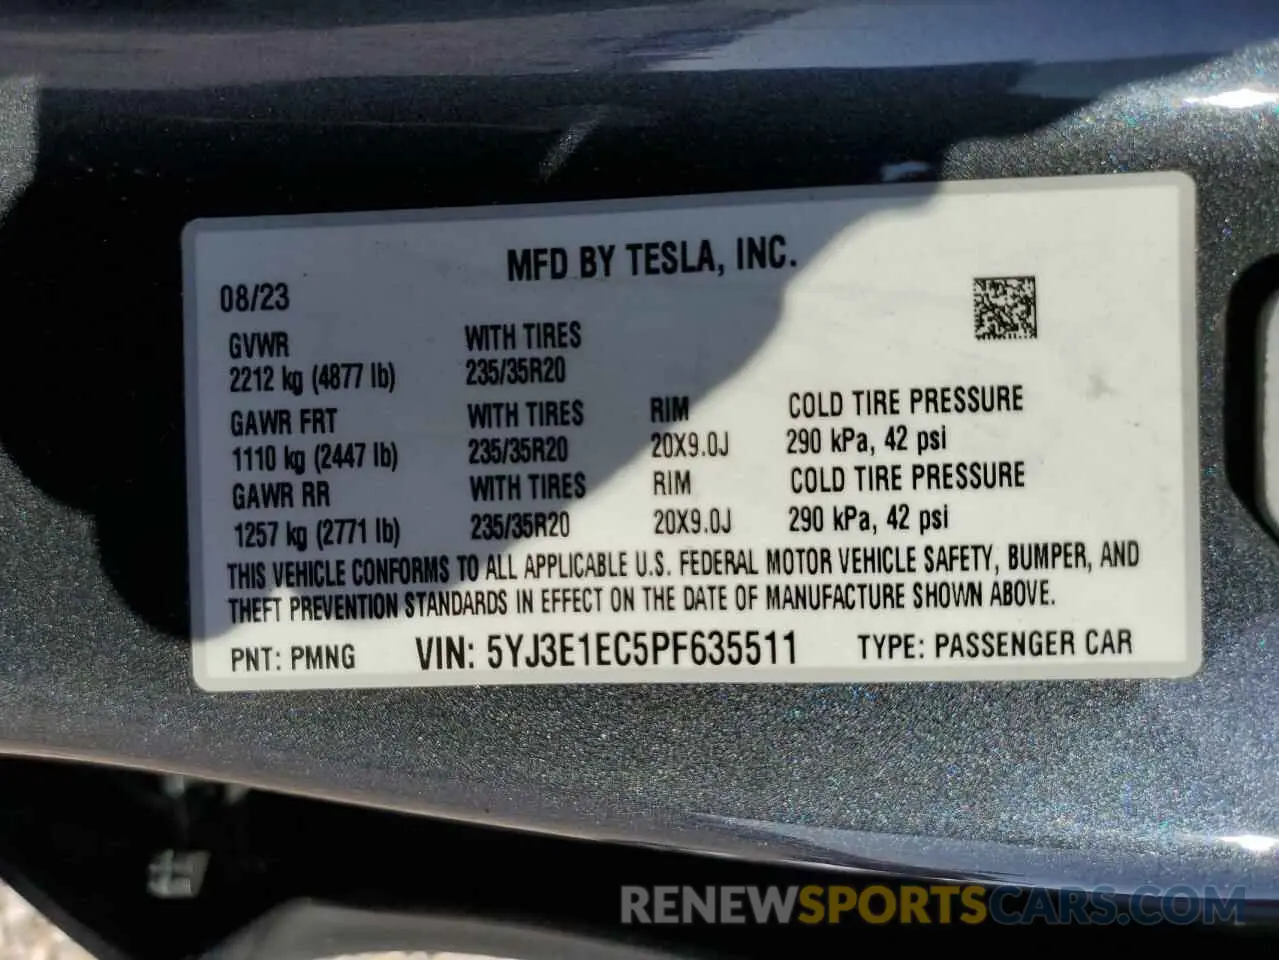 MFD BY TESLA, INC.
08/23
GVWR WITH TIRES
2212 kg (4877 lb) 235/35R20
GAWR FRT WITH TIRES RIM COLD TIRE PRESSURE
1110 kg (2447 lb) 235/35R20 20X9.0J 290 kPa, 42 psi
GAWR RR WITH TIRES RIM COLD TIRE PRESSURE
1257 kg (2771 lb) 235/35R20 20X9.0J 290 kPa, 42 psi
THIS VEHICLE CONFORMS TO ALL APPLICABLE U.S. FEDERAL MOTOR VEHICLE SAFETY, BUMPER, AND
THEFT PREVENTION STANDARDS IN EFFECT ON THE DATE OF MANUFACTURE SHOWN ABOVE.
PNT: PMNG VIN: 5YJ3E1EC5PF635511 TYPE: PASSENGER CAR
RENEWSPORTSCARS.COM